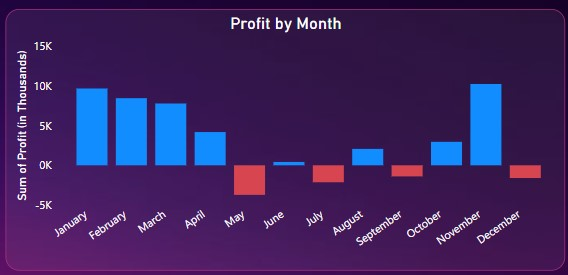 Profit by Month
Sum of Profit (in Thousands)
15K
10K
5K
0K
-5K
January
February
March
April
May
June
July
August
September
October
November
December